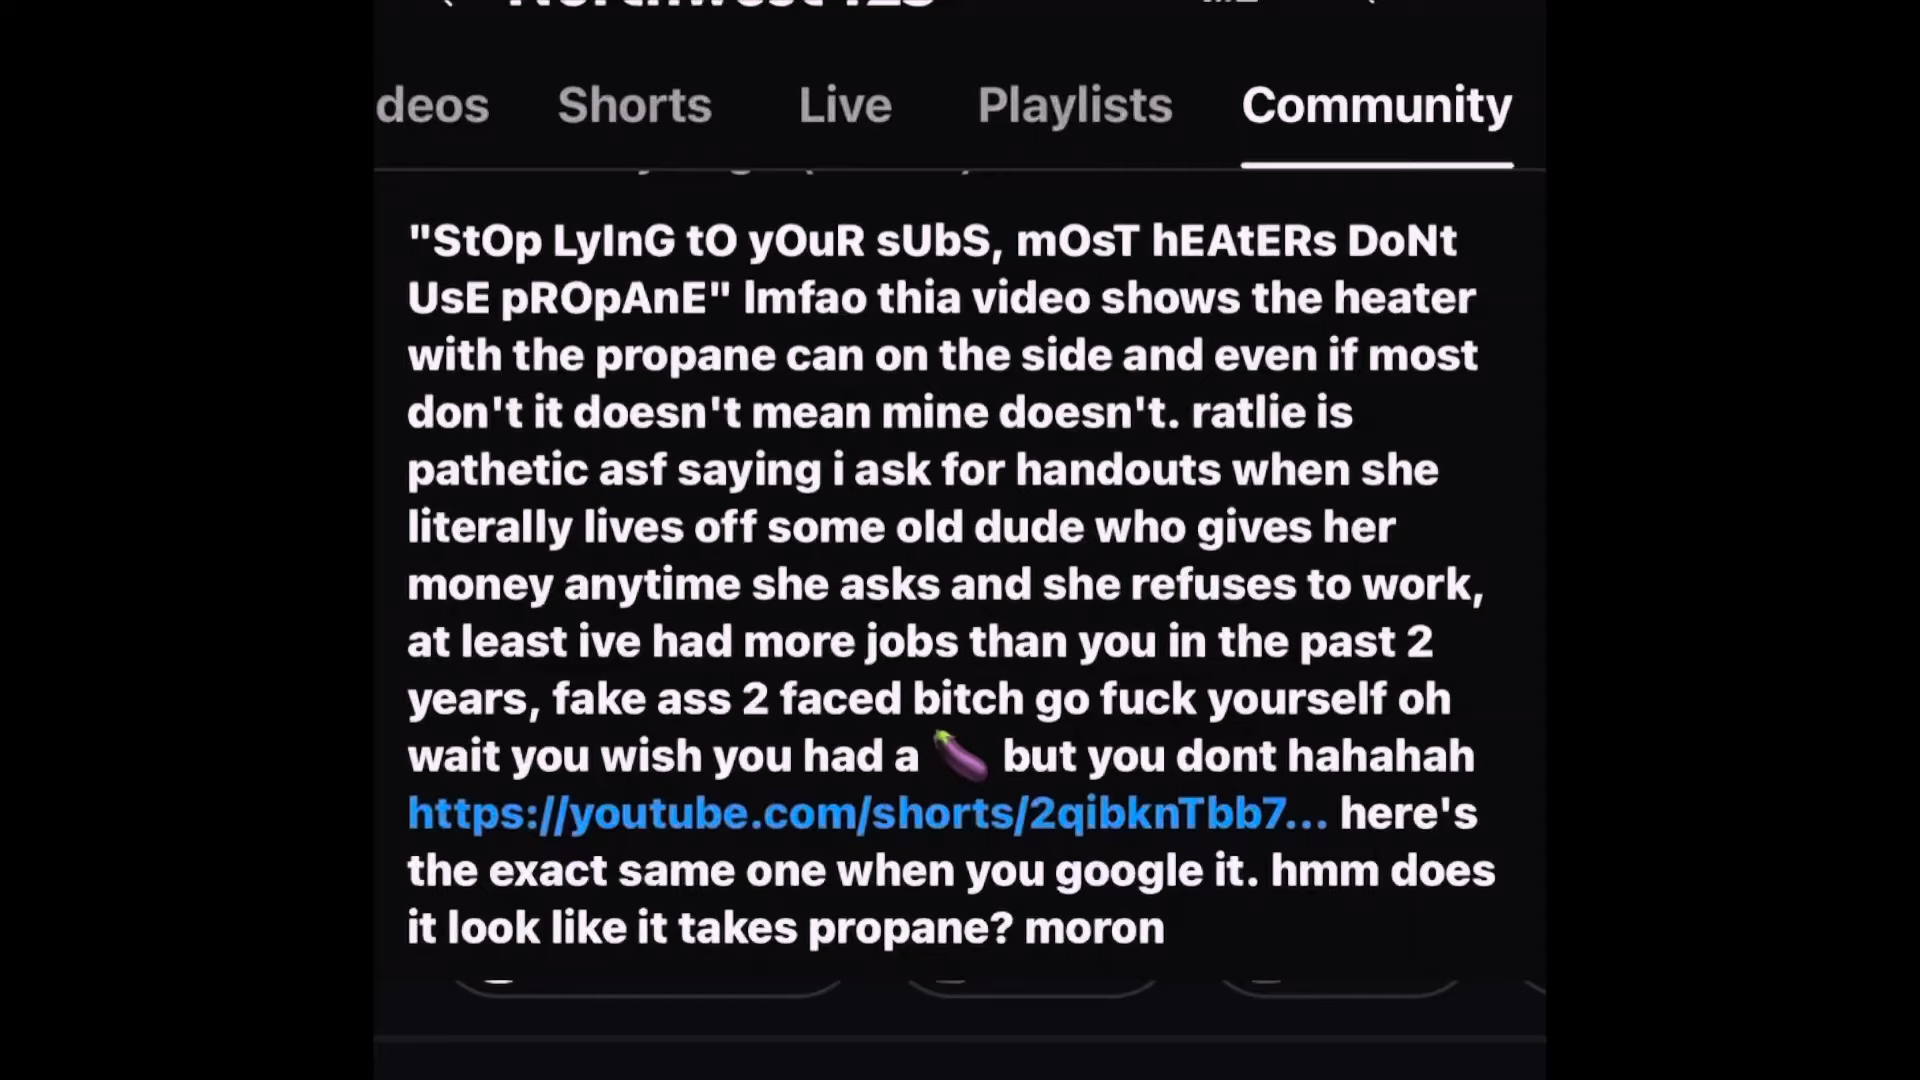 deos Shorts Live Playlists Community
"StOp LyInG tO yOuR sUbS, mOsT hEAtERs DoNt
UsE pROpAnE" lmfao thia video shows the heater
with the propane can on the side and even if most
don't it doesn't mean mine doesn't. ratlie is
pathetic asf saying i ask for handouts when she
literally lives off some old dude who gives her
money anytime she asks and she refuses to work,
at least ive had more jobs than you in the past 2
years, fake ass 2 faced bitch go fuck yourself oh
wait you wish you had a 🍆 but you dont hahahah
https://youtube.com/shorts/2qibknTbb7... here's
the exact same one when you google it. hmm does
it look like it takes propane? moron